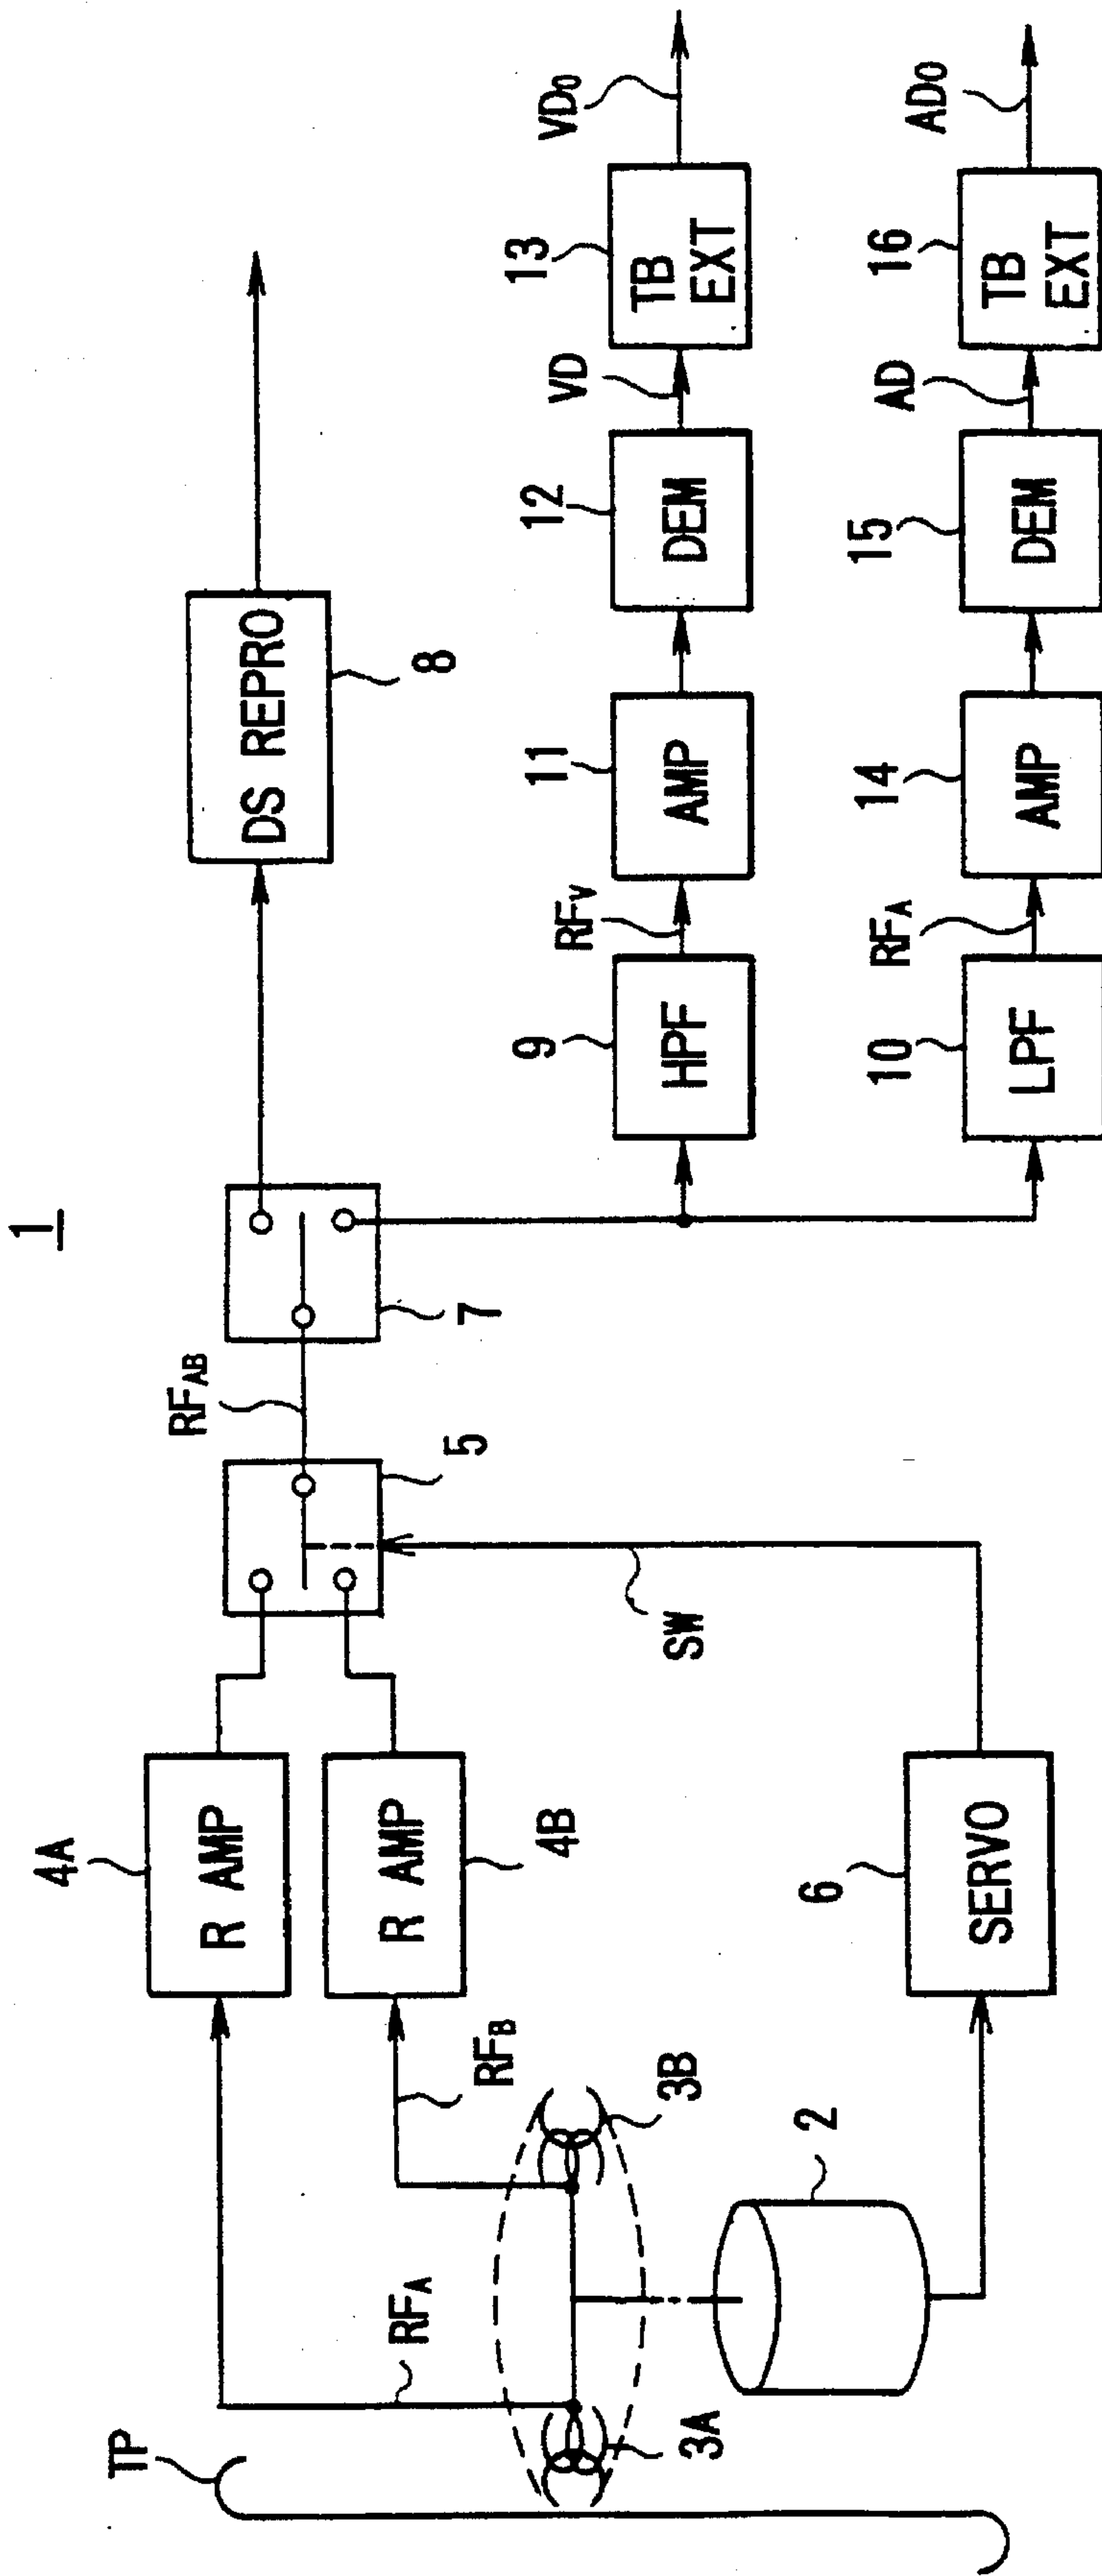 1
TP
RFA
3A
3B
2
RFB
4A
R AMP
R AMP
4B
6
SERVO
SW
5
RFAB
7
DS REPRO
8
9
HPF
RFV
11
AMP
12
DEM
VD
13
TB
EXT
VD0
10
LPF
RFA
14
AMP
15
DEM
AD
16
TB
EXT
AD0